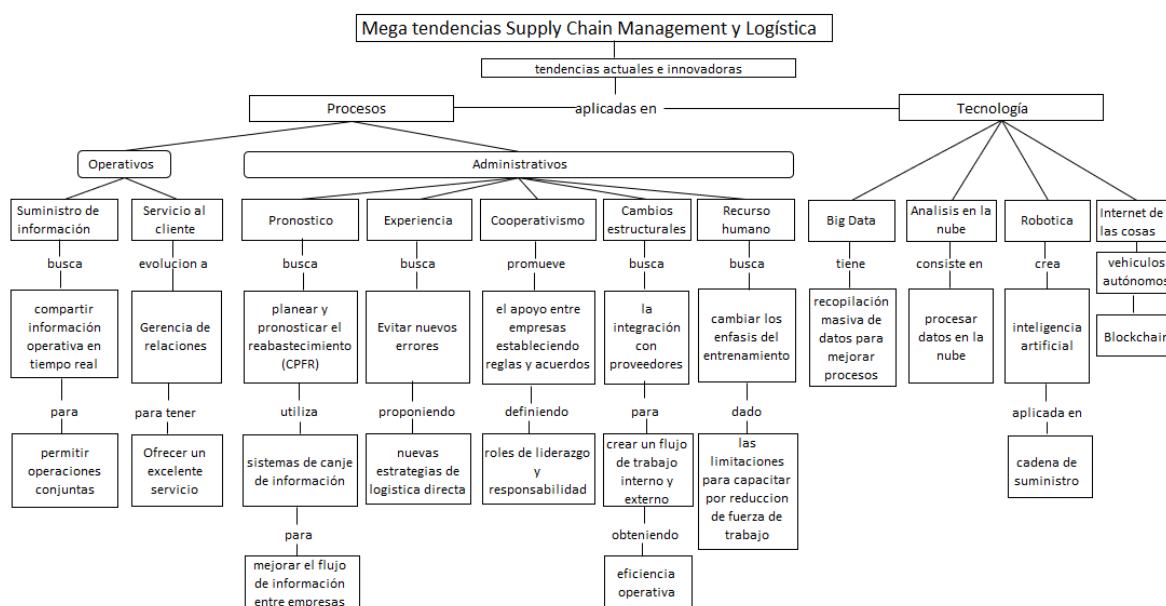 Mega tendencias Supply Chain Management y Logística
tendencias actuales e innovadoras
Procesos
aplicadas en
Tecnología
Operativos
Administrativos
Suministro de
información
Servicio al
cliente
Pronostico
Experiencia
Cooperativismo
Cambios
estructurales
Recurso
humano
Big Data
Analisis en la
nube
Robotica
Internet de
las cosas
busca
evolucion a
busca
busca
promueve
busca
busca
tiene
consiste en
crea
vehiculos
autónomos
compartir
información
operativa en
tiempo real
Gerencia de
relaciones
planear y
pronosticar el
reabastecimiento
(CPFR)
Evitar nuevos
errores
el apoyo entre
empresas
estableciendo
reglas y acuerdos
la
integración
con
proveedores
cambiar los
enfasis del
entrenamiento
recopilación
masiva de
datos para
mejorar
procesos
procesar
datos en la
nube
inteligencia
artificial
Blockchain
para
para tener
utiliza
proponiendo
definiendo
para
dado
aplicada en
permitir
operaciones
conjuntas
Ofrecer un
excelente
servicio
sistemas de canje
de información
nuevas
estrategias de
logistica directa
roles de liderazgo y
responsabilidad
crear un flujo
de trabajo
interno y
externo
las
limitaciones
para capacitar
por reduccion
de fuerza de
trabajo
cadena de
suministro
para
obteniendo
mejorar el flujo
de información
entre empresas
eficiencia
operativa